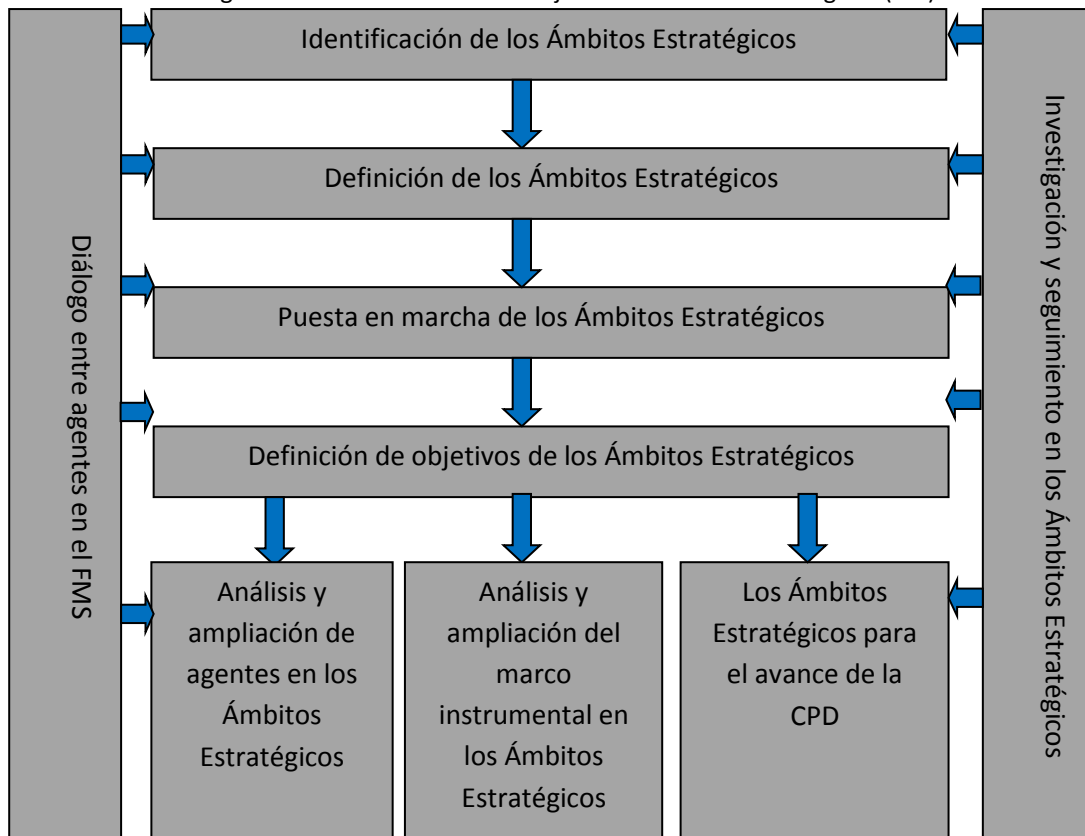 Identificación de los Ámbitos Estratégicos
Definición de los Ámbitos Estratégicos
Puesta en marcha de los Ámbitos Estratégicos
Definición de objetivos de los Ámbitos Estratégicos
Análisis y
ampliación de
agentes en los
Ámbitos
Estratégicos
Análisis y
ampliación del
marco
instrumental en
los Ámbitos
Estratégicos
Los Ámbitos
Estratégicos para
el avance de la
CPD
Diálogo entre agentes en el FMS
Investigación y seguimiento en los Ámbitos Estratégicos